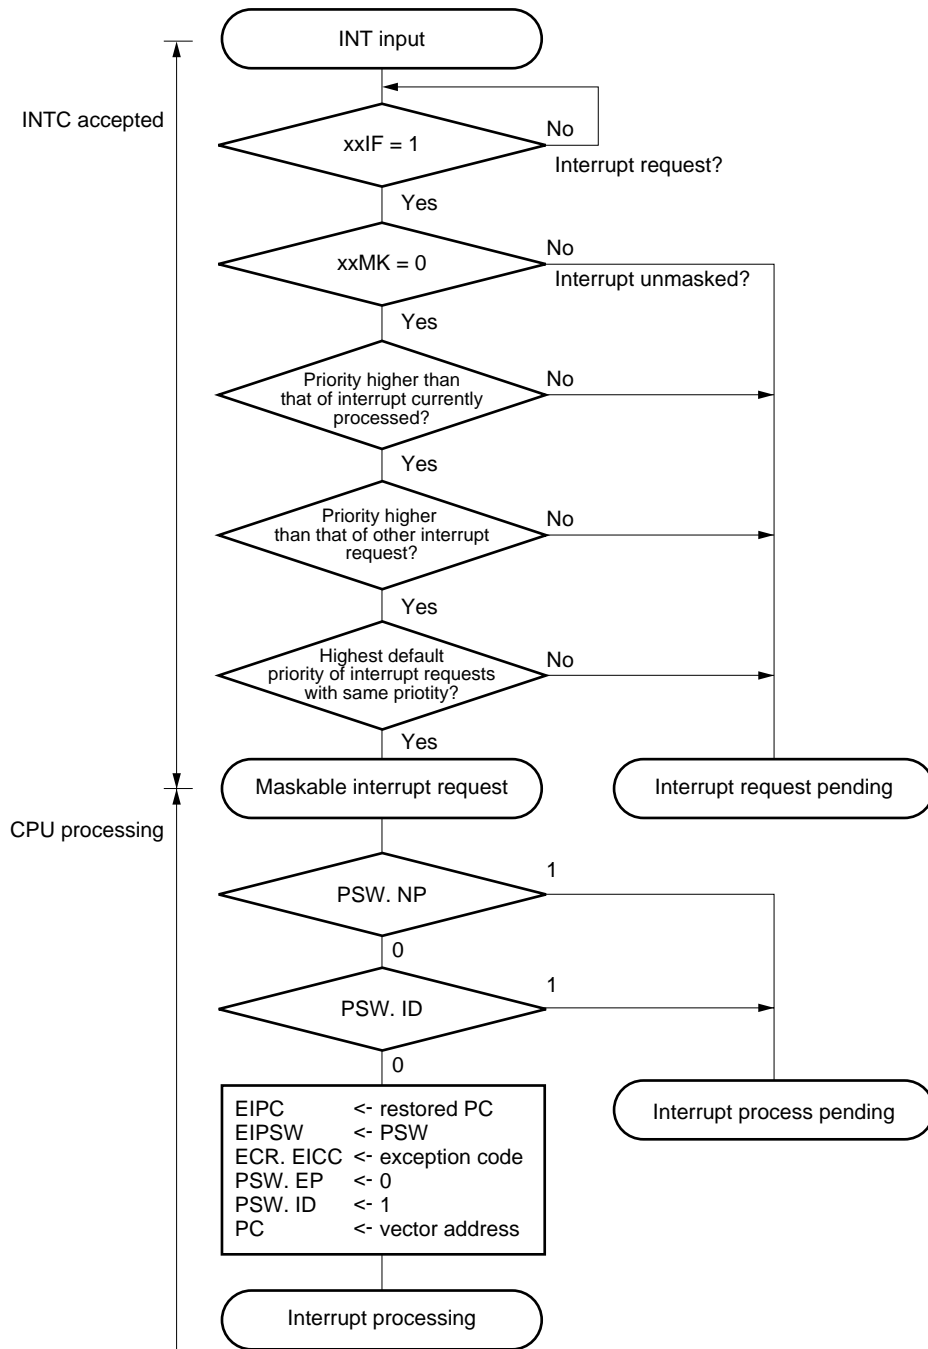 INT input
INTC accepted
xxIF = 1
No
Interrupt request?
Yes
xxMK = 0
No
Interrupt unmasked?
Yes
Priority higher than
that of interrupt currently
processed?
No
Yes
Priority higher
than that of other interrupt
request?
No
Yes
Highest default
priority of interrupt requests
with same priotity?
No
Yes
Maskable interrupt request
Interrupt request pending
CPU processing
PSW. NP
1
0
PSW. ID
1
0
EIPC <- restored PC
EIPSW <- PSW
ECR. EICC <- exception code
PSW. EP <- 0
PSW. ID <- 1
PC <- vector address
Interrupt process pending
Interrupt processing